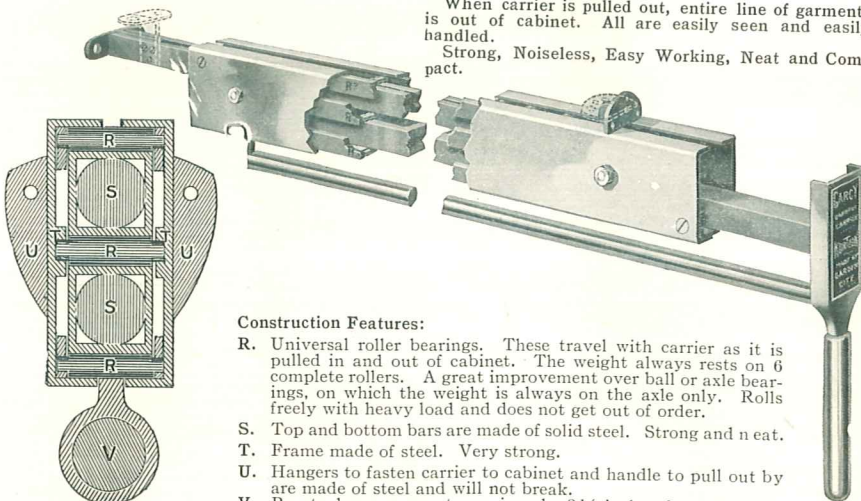 When carrier is pulled out, entire line of garment
is out of cabinet. All are easily seen and easil
handled.
Strong, Noiseless, Easy Working, Neat and Com
pact.
R
R
R
S
T
T
U
R
U
S
R
V
GARCY
CITY
Construction Features:
R. Universal roller bearings. These travel with carrier as it is
pulled in and out of cabinet. The weight always rests on 6
complete rollers. A great improvement over ball or axle bear-
ings, on which the weight is always on the axle only. Rolls
freely with heavy load and does not get out of order.
S. Top and bottom bars are made of solid steel. Strong and n eat.
T. Frame made of steel. Very strong.
U. Hangers to fasten carrier to cabinet and handle to pull out by
are made of steel and will not break.